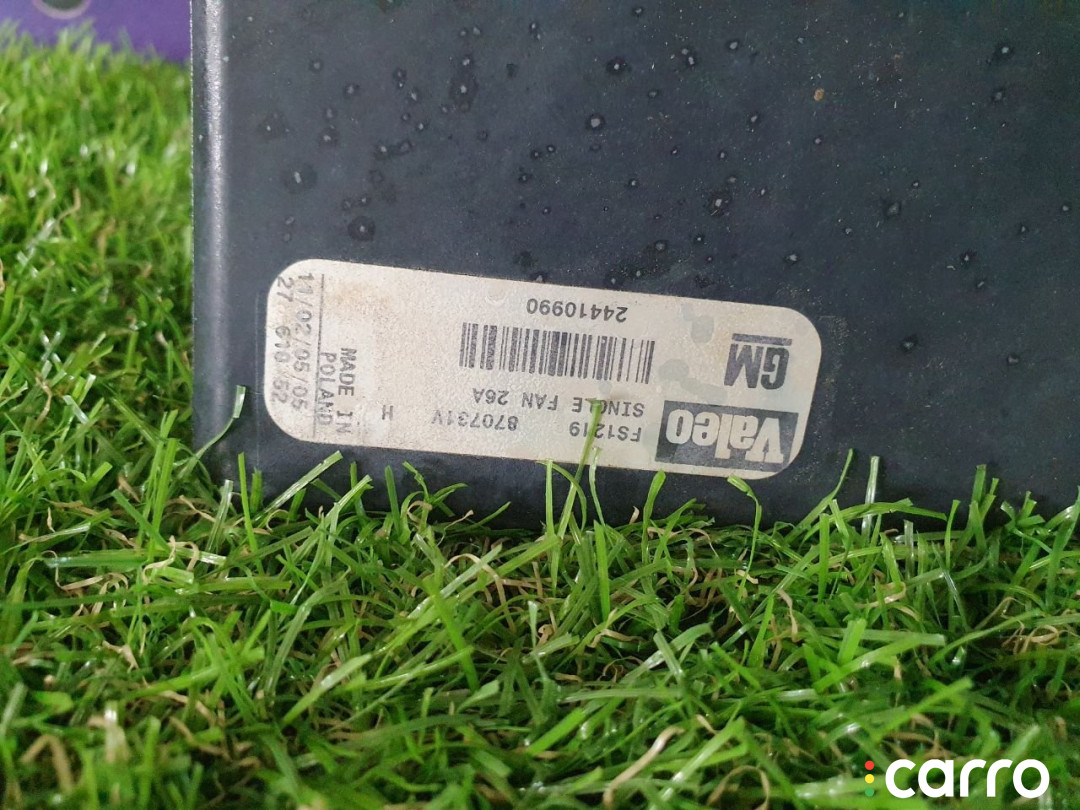 Valeo
FS1219 870731V
SINGLE FAN 26A
H
GM
24410990
MADE IN
POLAND
11/02/05/05
27 610 52
carro